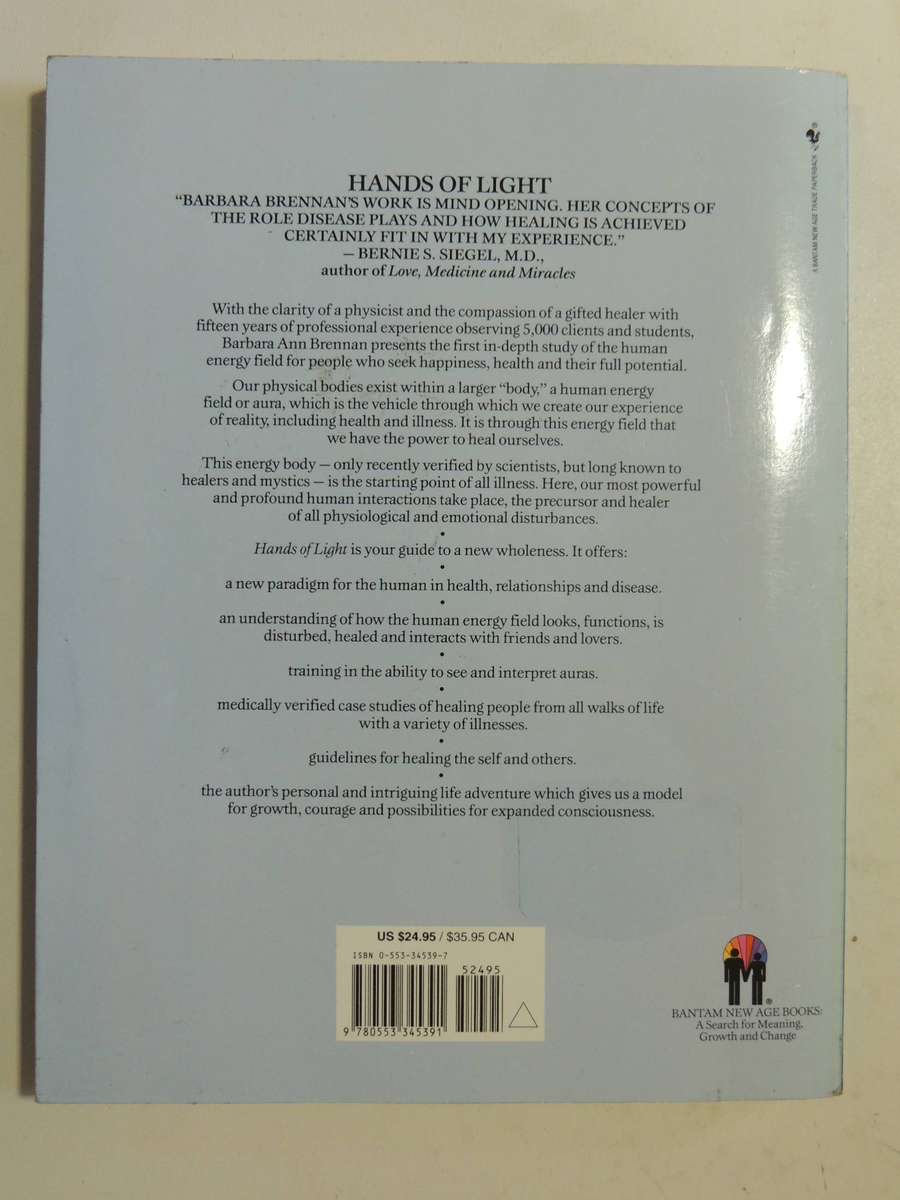 HANDS OF LIGHT
“BARBARA BRENNAN'S WORK IS MIND OPENING. HER CONCEPTS OF
THE ROLE DISEASE PLAYS AND HOW HEALING IS ACHIEVED
CERTAINLY FIT IN WITH MY EXPERIENCE.”
— BERNIE S. SIEGEL, M.D.,
author of Love, Medicine and Miracles
With the clarity of a physicist and the compassion of a gifted healer with
fifteen years of professional experience observing 5,000 clients and students,
Barbara Ann Brennan presents the first in-depth study of the human
energy field for people who seek happiness, health and their full potential.
Our physical bodies exist within a larger “body,” a human energy
field or aura, which is the vehicle through which we create our experience
of reality, including health and illness. It is through this energy field that
we have the power to heal ourselves.
This energy body — only recently verified by scientists, but long known to
healers and mystics — is the starting point of all illness. Here, our most powerful
and profound human interactions take place, the precursor and healer
of all physiological and emotional disturbances.
•
Hands of Light is your guide to a new wholeness. It offers:
•
a new paradigm for the human in health, relationships and disease.
•
an understanding of how the human energy field looks, functions, is
disturbed, healed and interacts with friends and lovers.
•
training in the ability to see and interpret auras.
•
medically verified case studies of healing people from all walks of life
with a variety of illnesses.
•
guidelines for healing the self and others.
•
the author's personal and intriguing life adventure which gives us a model
for growth, courage and possibilities for expanded consciousness.
US $24.95 / $35.95 CAN
ISBN 0-553-34539-7
52495
9 780553 345391
®
BANTAM NEW AGE BOOKS:
A Search for Meaning,
Growth and Change
A BANTAM NEW AGE TRADE PAPERBACK
®